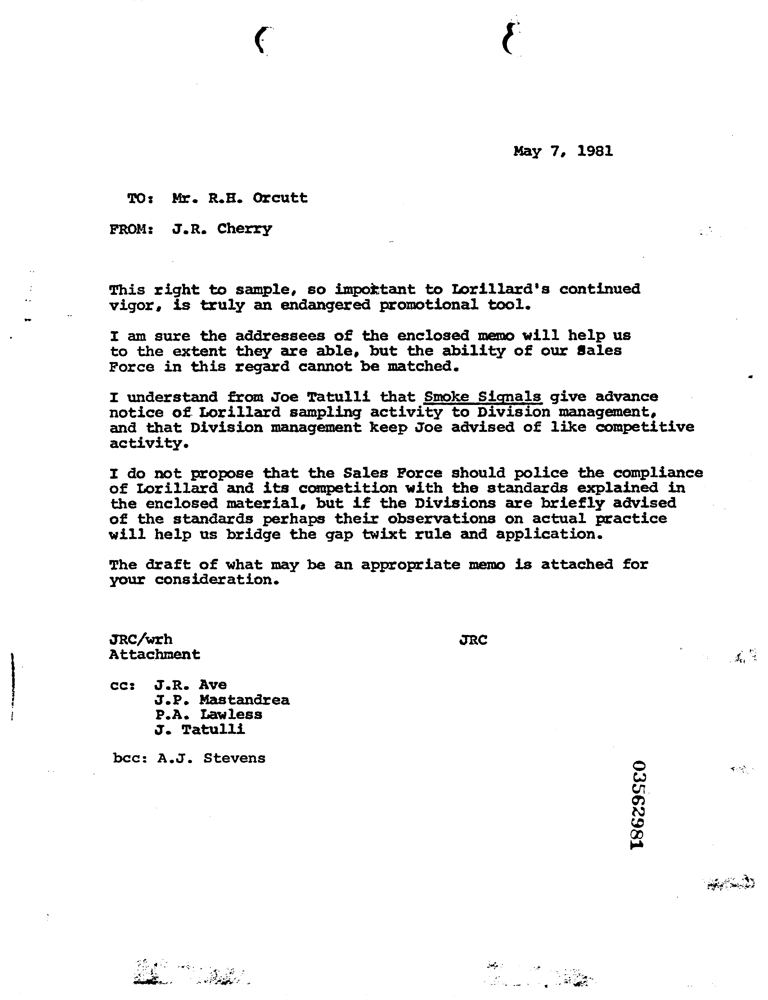 May 7, 1981
TO: Mr. R.H. Orcutt
FROM: J.R. Cherry
This right to sample, so important to Lorillard's continued
vigor, is truly an endangered promotional tool.
I am sure the addressees of the enclosed memo will help us
to the extent they are able, but the ability of our Sales
Force in this regard cannot be matched.
I understand from Joe Tatulli that Smoke Signals give advance
notice of Lorillard sampling activity to Division management,
and that Division management keep Joe advised of like competitive
activity.
I do not propose that the Sales Force should police the compliance
of Lorillard and its competition with the standards explained in
the enclosed material, but if the Divisions are briefly advised
of the standards perhaps their observations on actual practice
will help us bridge the gap twixt rule and application.
The draft of what may be an appropriate memo is attached for
your consideration.
JRC/wrh JRC
Attachment
cc: J.R. Ave
J.P. Mastandrea
P.A. Lawless
J. Tatulli
bcc: A.J. Stevens
03562981